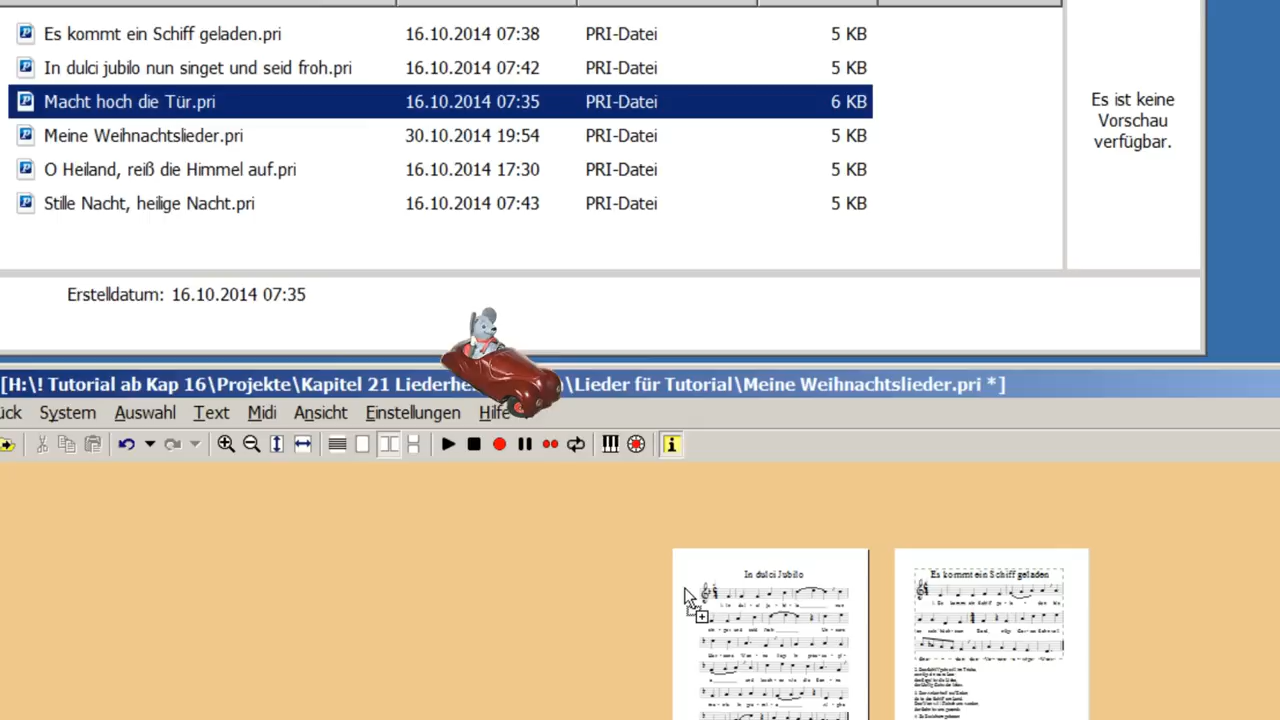 Es kommt ein Schiff geladen.pri 16.10.2014 07:38 PRI-Datei 5 KB
In dulci jubilo nun singet und seid froh.pri 16.10.2014 07:42 PRI-Datei 5 KB
Macht hoch die Tür.pri 16.10.2014 07:35 PRI-Datei 6 KB
Meine Weihnachtslieder.pri 30.10.2014 19:54 PRI-Datei 5 KB
O Heiland, reiß die Himmel auf.pri 16.10.2014 17:30 PRI-Datei 5 KB
Stille Nacht, heilige Nacht.pri 16.10.2014 07:43 PRI-Datei 5 KB
Es ist keine
Vorschau
verfügbar.
Erstelldatum: 16.10.2014 07:35
[H:\! Tutorial ab Kap 16\Projekte\Kapitel 21 Liederhe \Lieder für Tutorial\Meine Weihnachtslieder.pri *]
ück System Auswahl Text Midi Ansicht Einstellungen Hilfe
In dulci Jubilo
Es kommt ein Schiff geladen